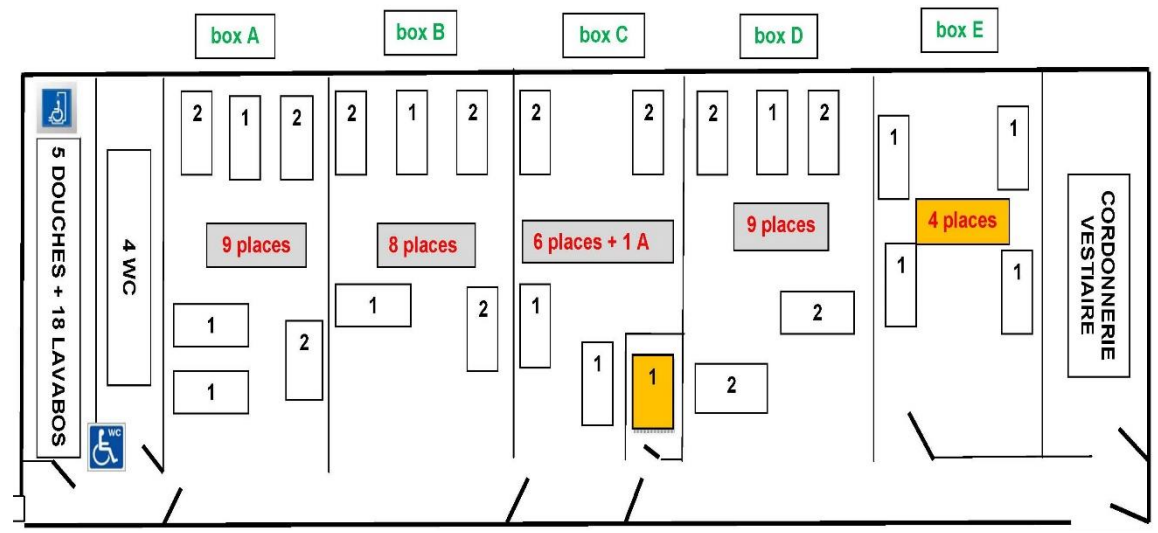 box A
box B
box C
box D
box E
5 DOUCHES + 18 LAVABOS
4 WC
WC
2
1
2
9 places
1
2
1
2
1
2
8 places
1
2
2
2
6 places + 1 A
1
1
1
2
1
2
9 places
2
2
1
1
4 places
1
1
CORDONNERIE
VESTIAIRE